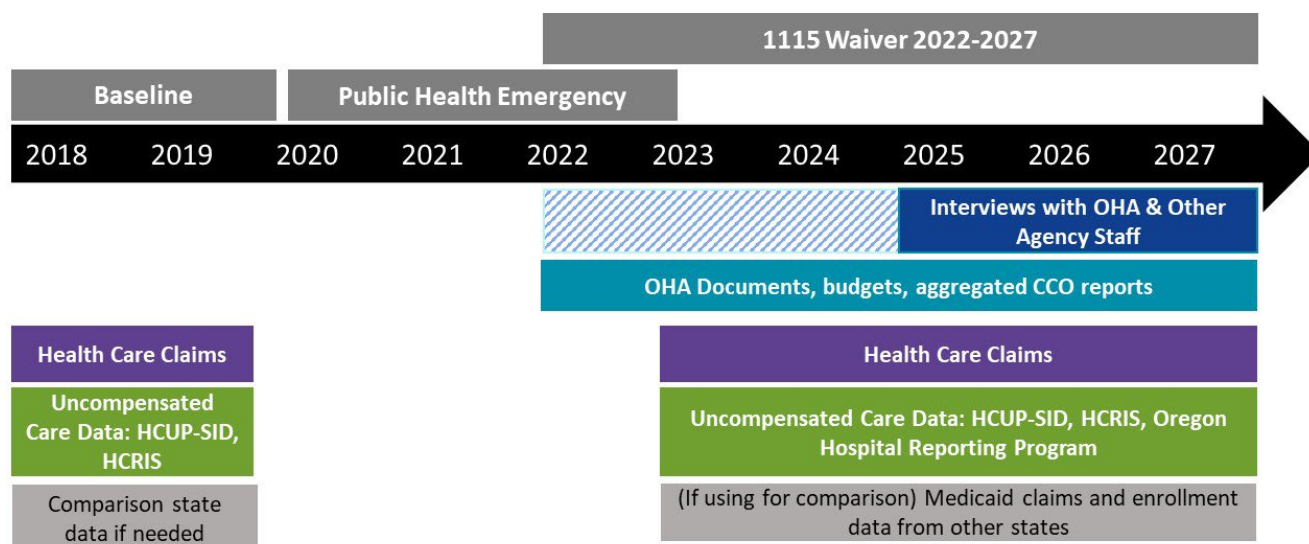 1115 Waiver 2022-2027
Baseline
Public Health Emergency
2018 2019 2020 2021 2022 2023 2024 2025 2026 2027
Interviews with OHA & Other
Agency Staff
OHA Documents, budgets, aggregated CCO reports
Health Care Claims
Health Care Claims
Uncompensated
Care Data: HCUP-SID,
HCRIS
Uncompensated Care Data: HCUP-SID, HCRIS, Oregon
Hospital Reporting Program
Comparison state
data if needed
(If using for comparison) Medicaid claims and enrollment
data from other states